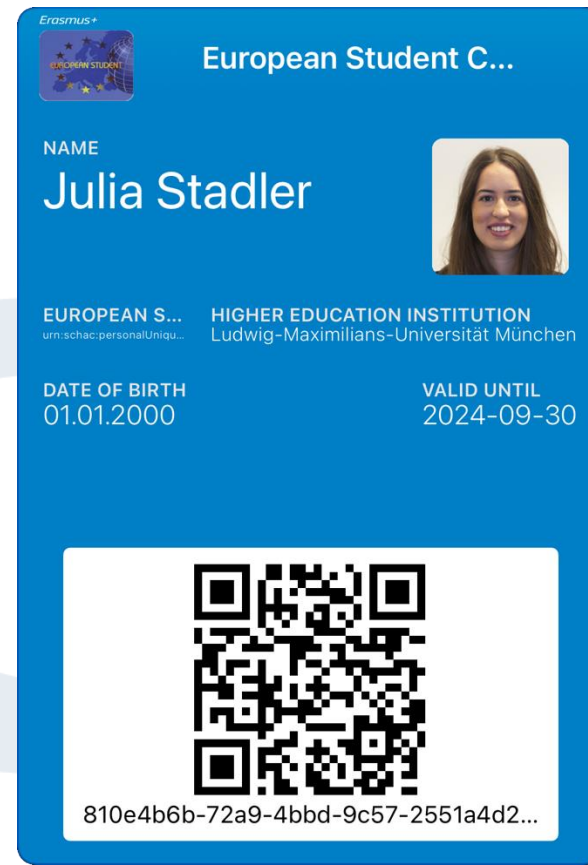 Erasmus+
EUROPEAN STUDENT
European Student C...
NAME
Julia Stadler
EUROPEAN S...
urn:schac:personalUniqu...
HIGHER EDUCATION INSTITUTION
Ludwig-Maximilians-Universität München
DATE OF BIRTH
01.01.2000
VALID UNTIL
2024-09-30
810e4b6b-72a9-4bbd-9c57-2551a4d2...